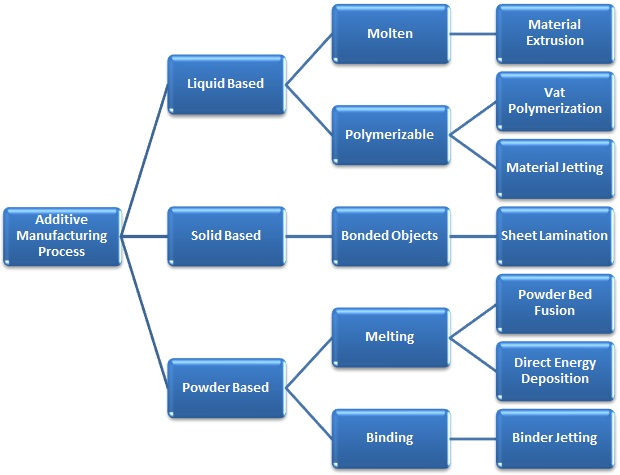 Additive
Manufacturing
Process
Liquid Based
Molten
Material
Extrusion
Polymerizable
Vat
Polymerization
Material Jetting
Solid Based
Bonded Objects
Sheet Lamination
Powder Based
Melting
Powder Bed
Fusion
Direct Energy
Deposition
Binding
Binder Jetting